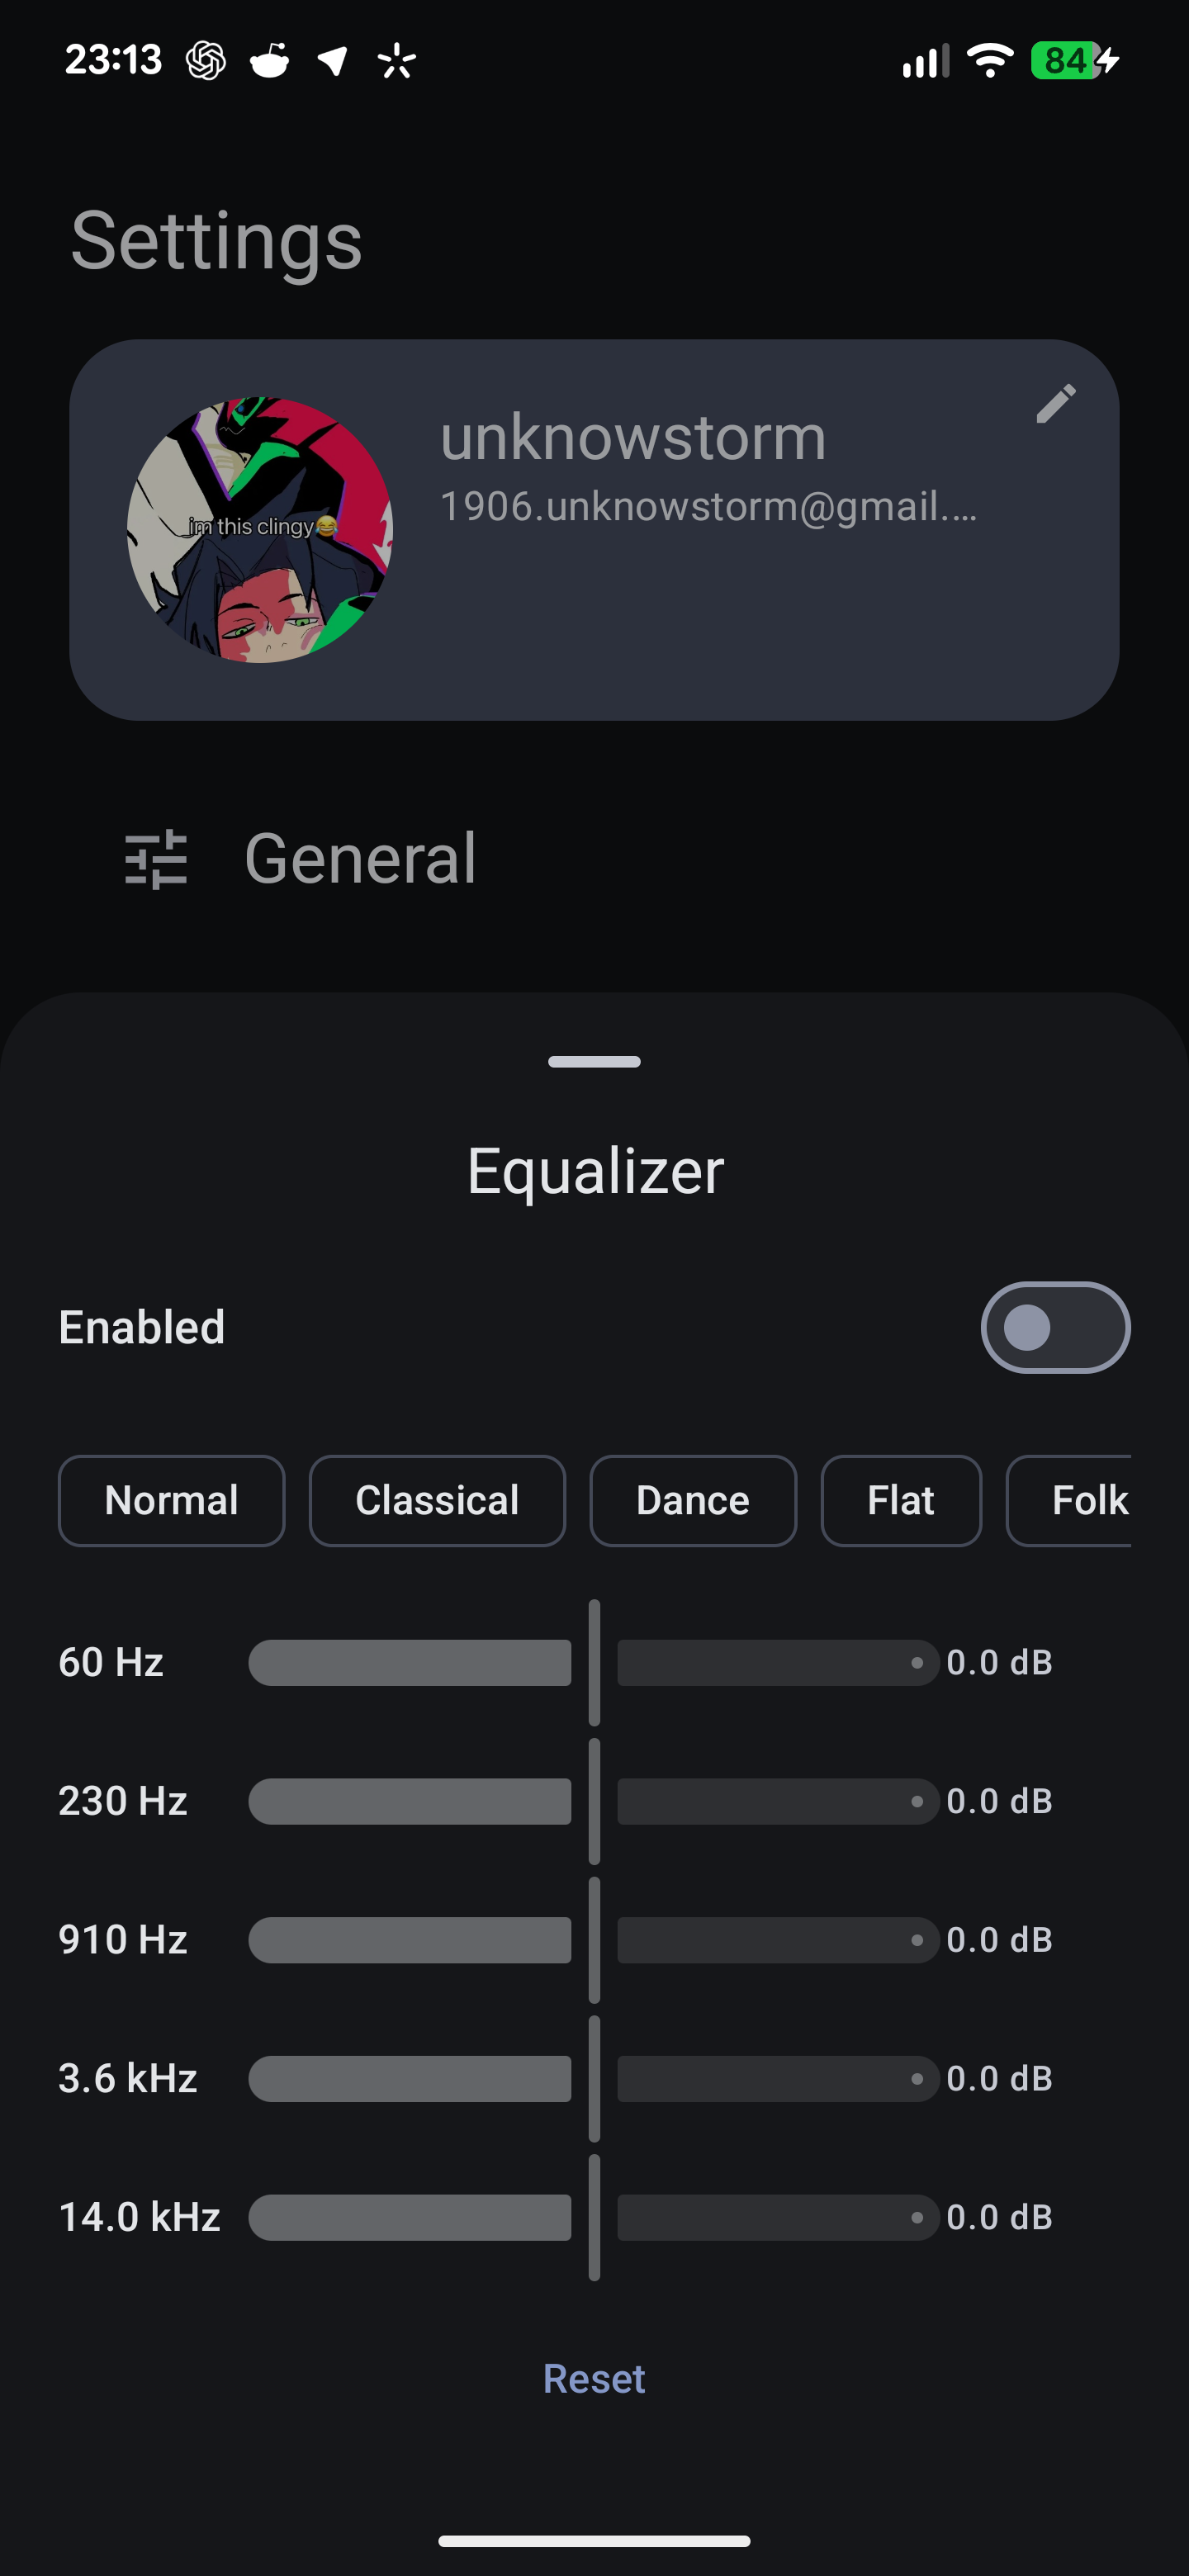 23:13
84
Settings
unknowstorm
1906.unknowstorm@gmail.…
im this clingy😂
General
Equalizer
Enabled
Normal Classical Dance Flat Folk
60 Hz 0.0 dB
230 Hz 0.0 dB
910 Hz 0.0 dB
3.6 kHz 0.0 dB
14.0 kHz 0.0 dB
Reset